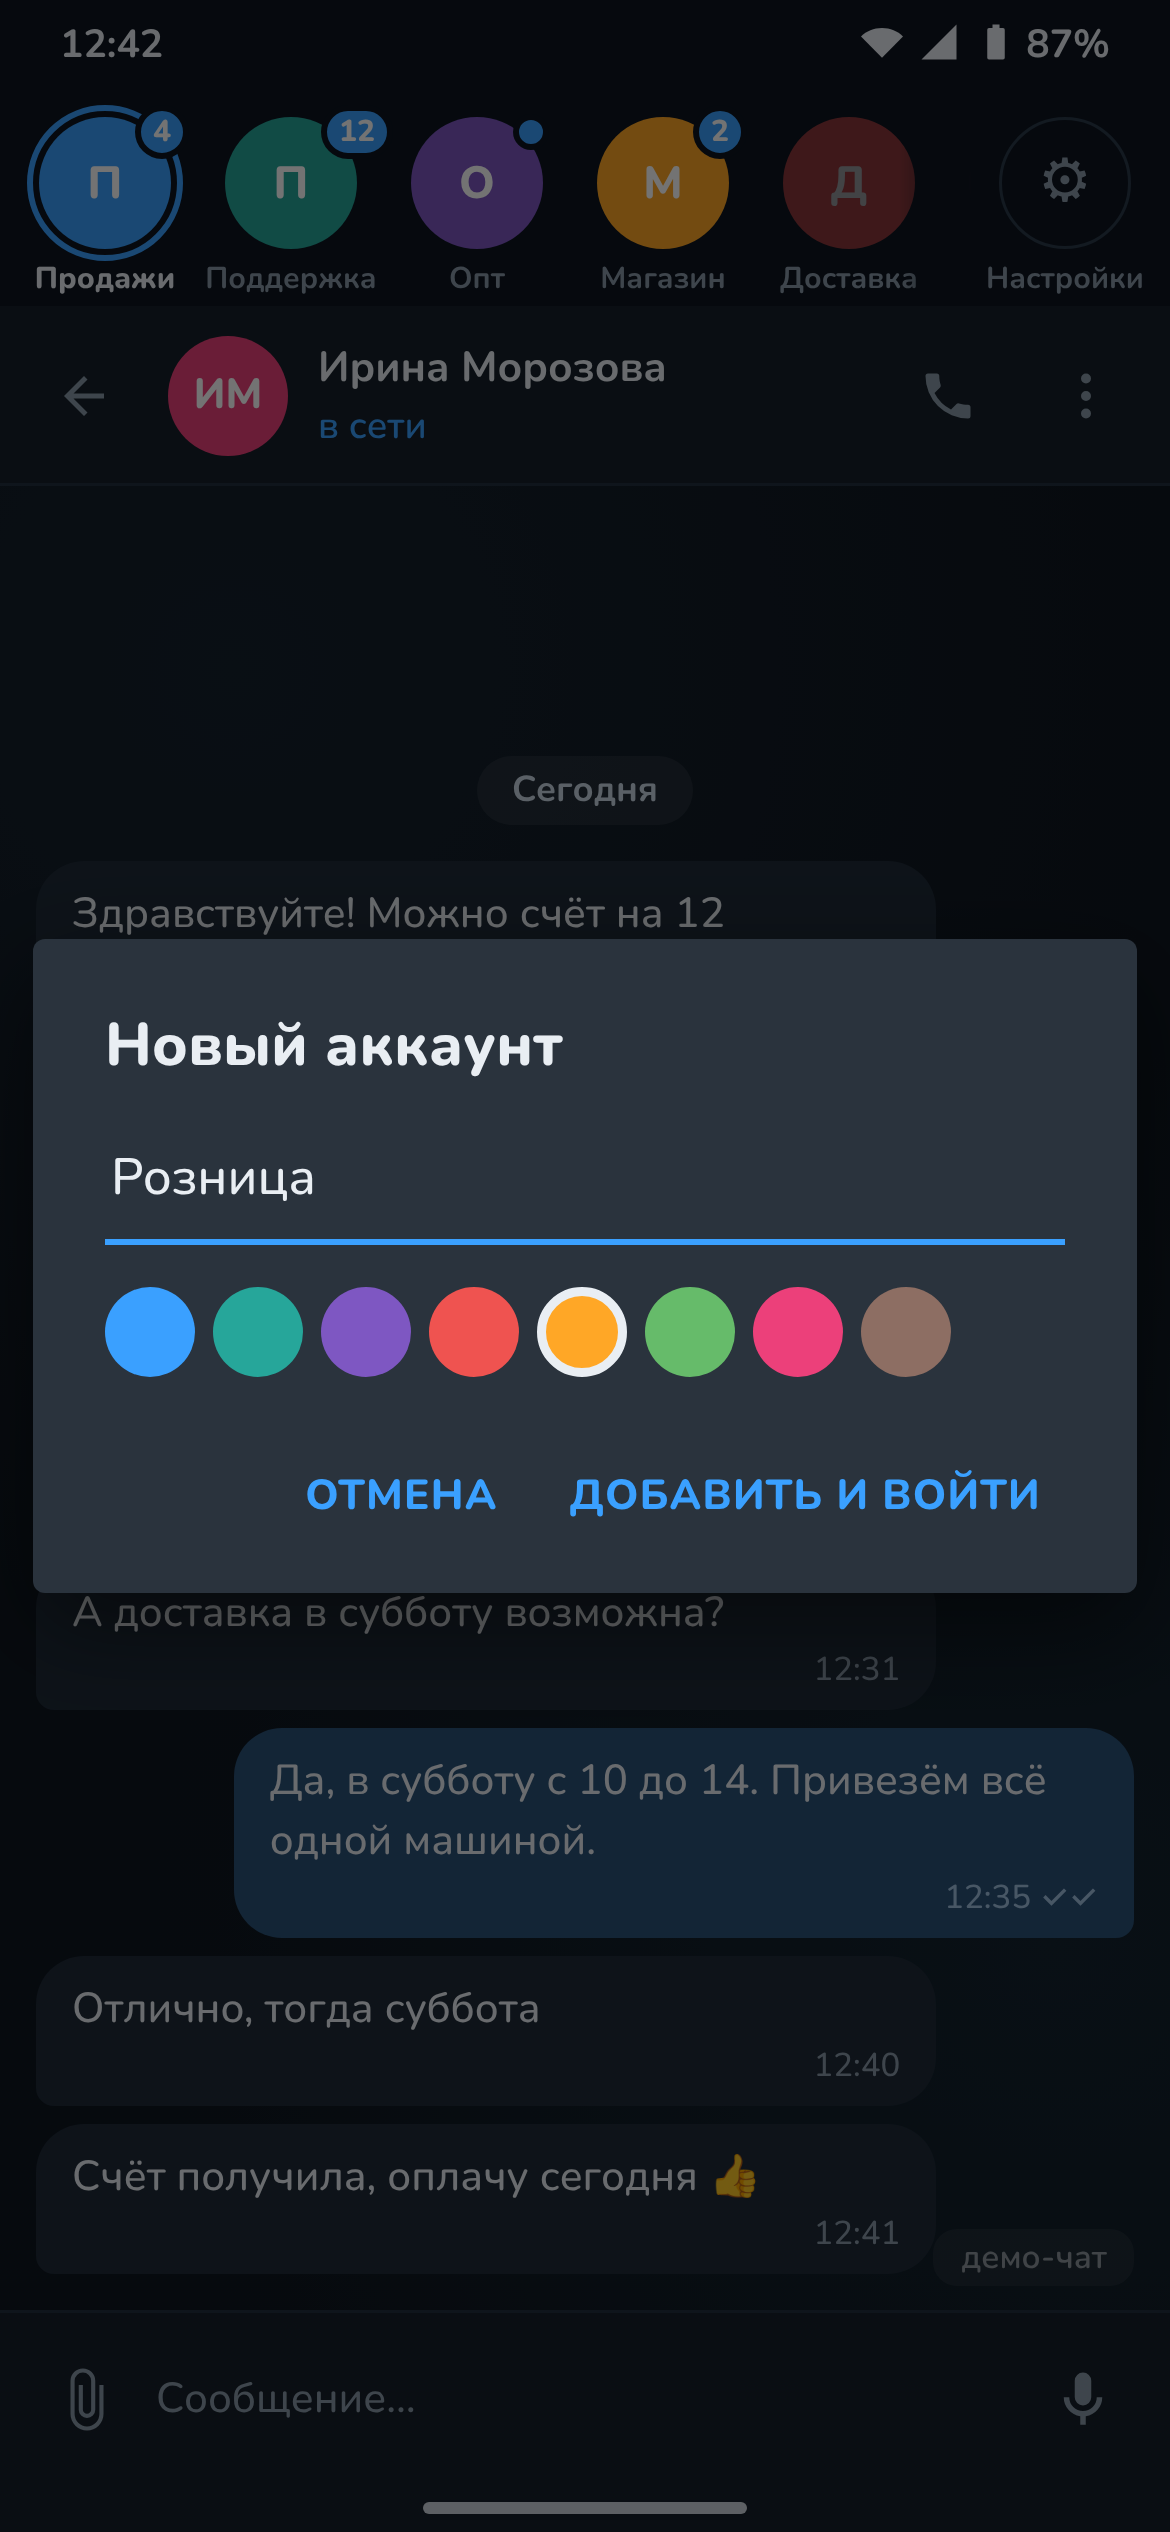 12:42
87%
П 4
П 12
О
М 2
Д
Продажи
Поддержка
Опт
Магазин
Доставка
Настройки
ИМ
Ирина Морозова
в сети
Сегодня
Здравствуйте! Можно счёт на 12
Новый аккаунт
Розница
ОТМЕНА
ДОБАВИТЬ И ВОЙТИ
А доставка в субботу возможна?
12:31
Да, в субботу с 10 до 14. Привезём всё
одной машиной.
12:35 ✓✓
Отлично, тогда суббота
12:40
Счёт получила, оплачу сегодня 👍
12:41
демо-чат
Сообщение...